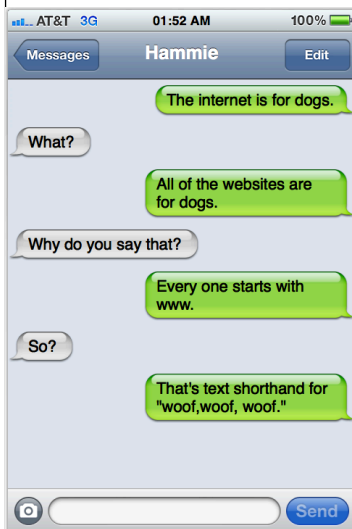 AT&T 3G 01:52 AM 100%
Messages Hammie Edit
The internet is for dogs.
What?
All of the websites are
for dogs.
Why do you say that?
Every one starts with
www.
So?
That's text shorthand for
"woof,woof, woof."
Send